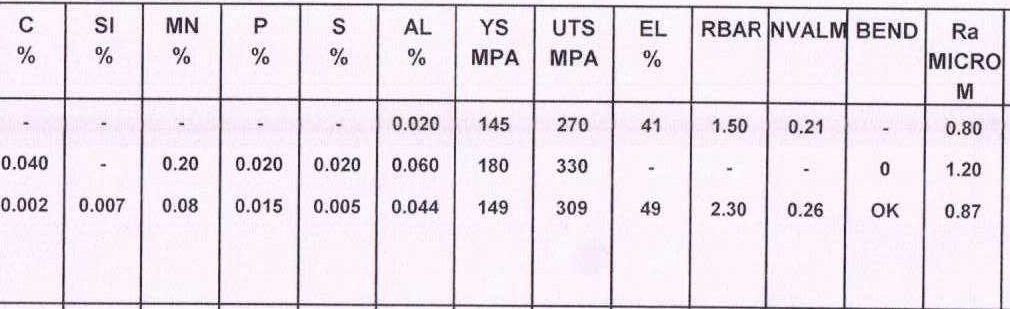 C SI MN P S AL YS UTS EL RBAR NVALM BEND Ra
% % % % % % MPA MPA % MICRO
M
- - - - - 0.020 145 270 41 1.50 0.21 - 0.80
0.040 - 0.20 0.020 0.020 0.060 180 330 - - - 0 1.20
0.002 0.007 0.08 0.015 0.005 0.044 149 309 49 2.30 0.26 OK 0.87